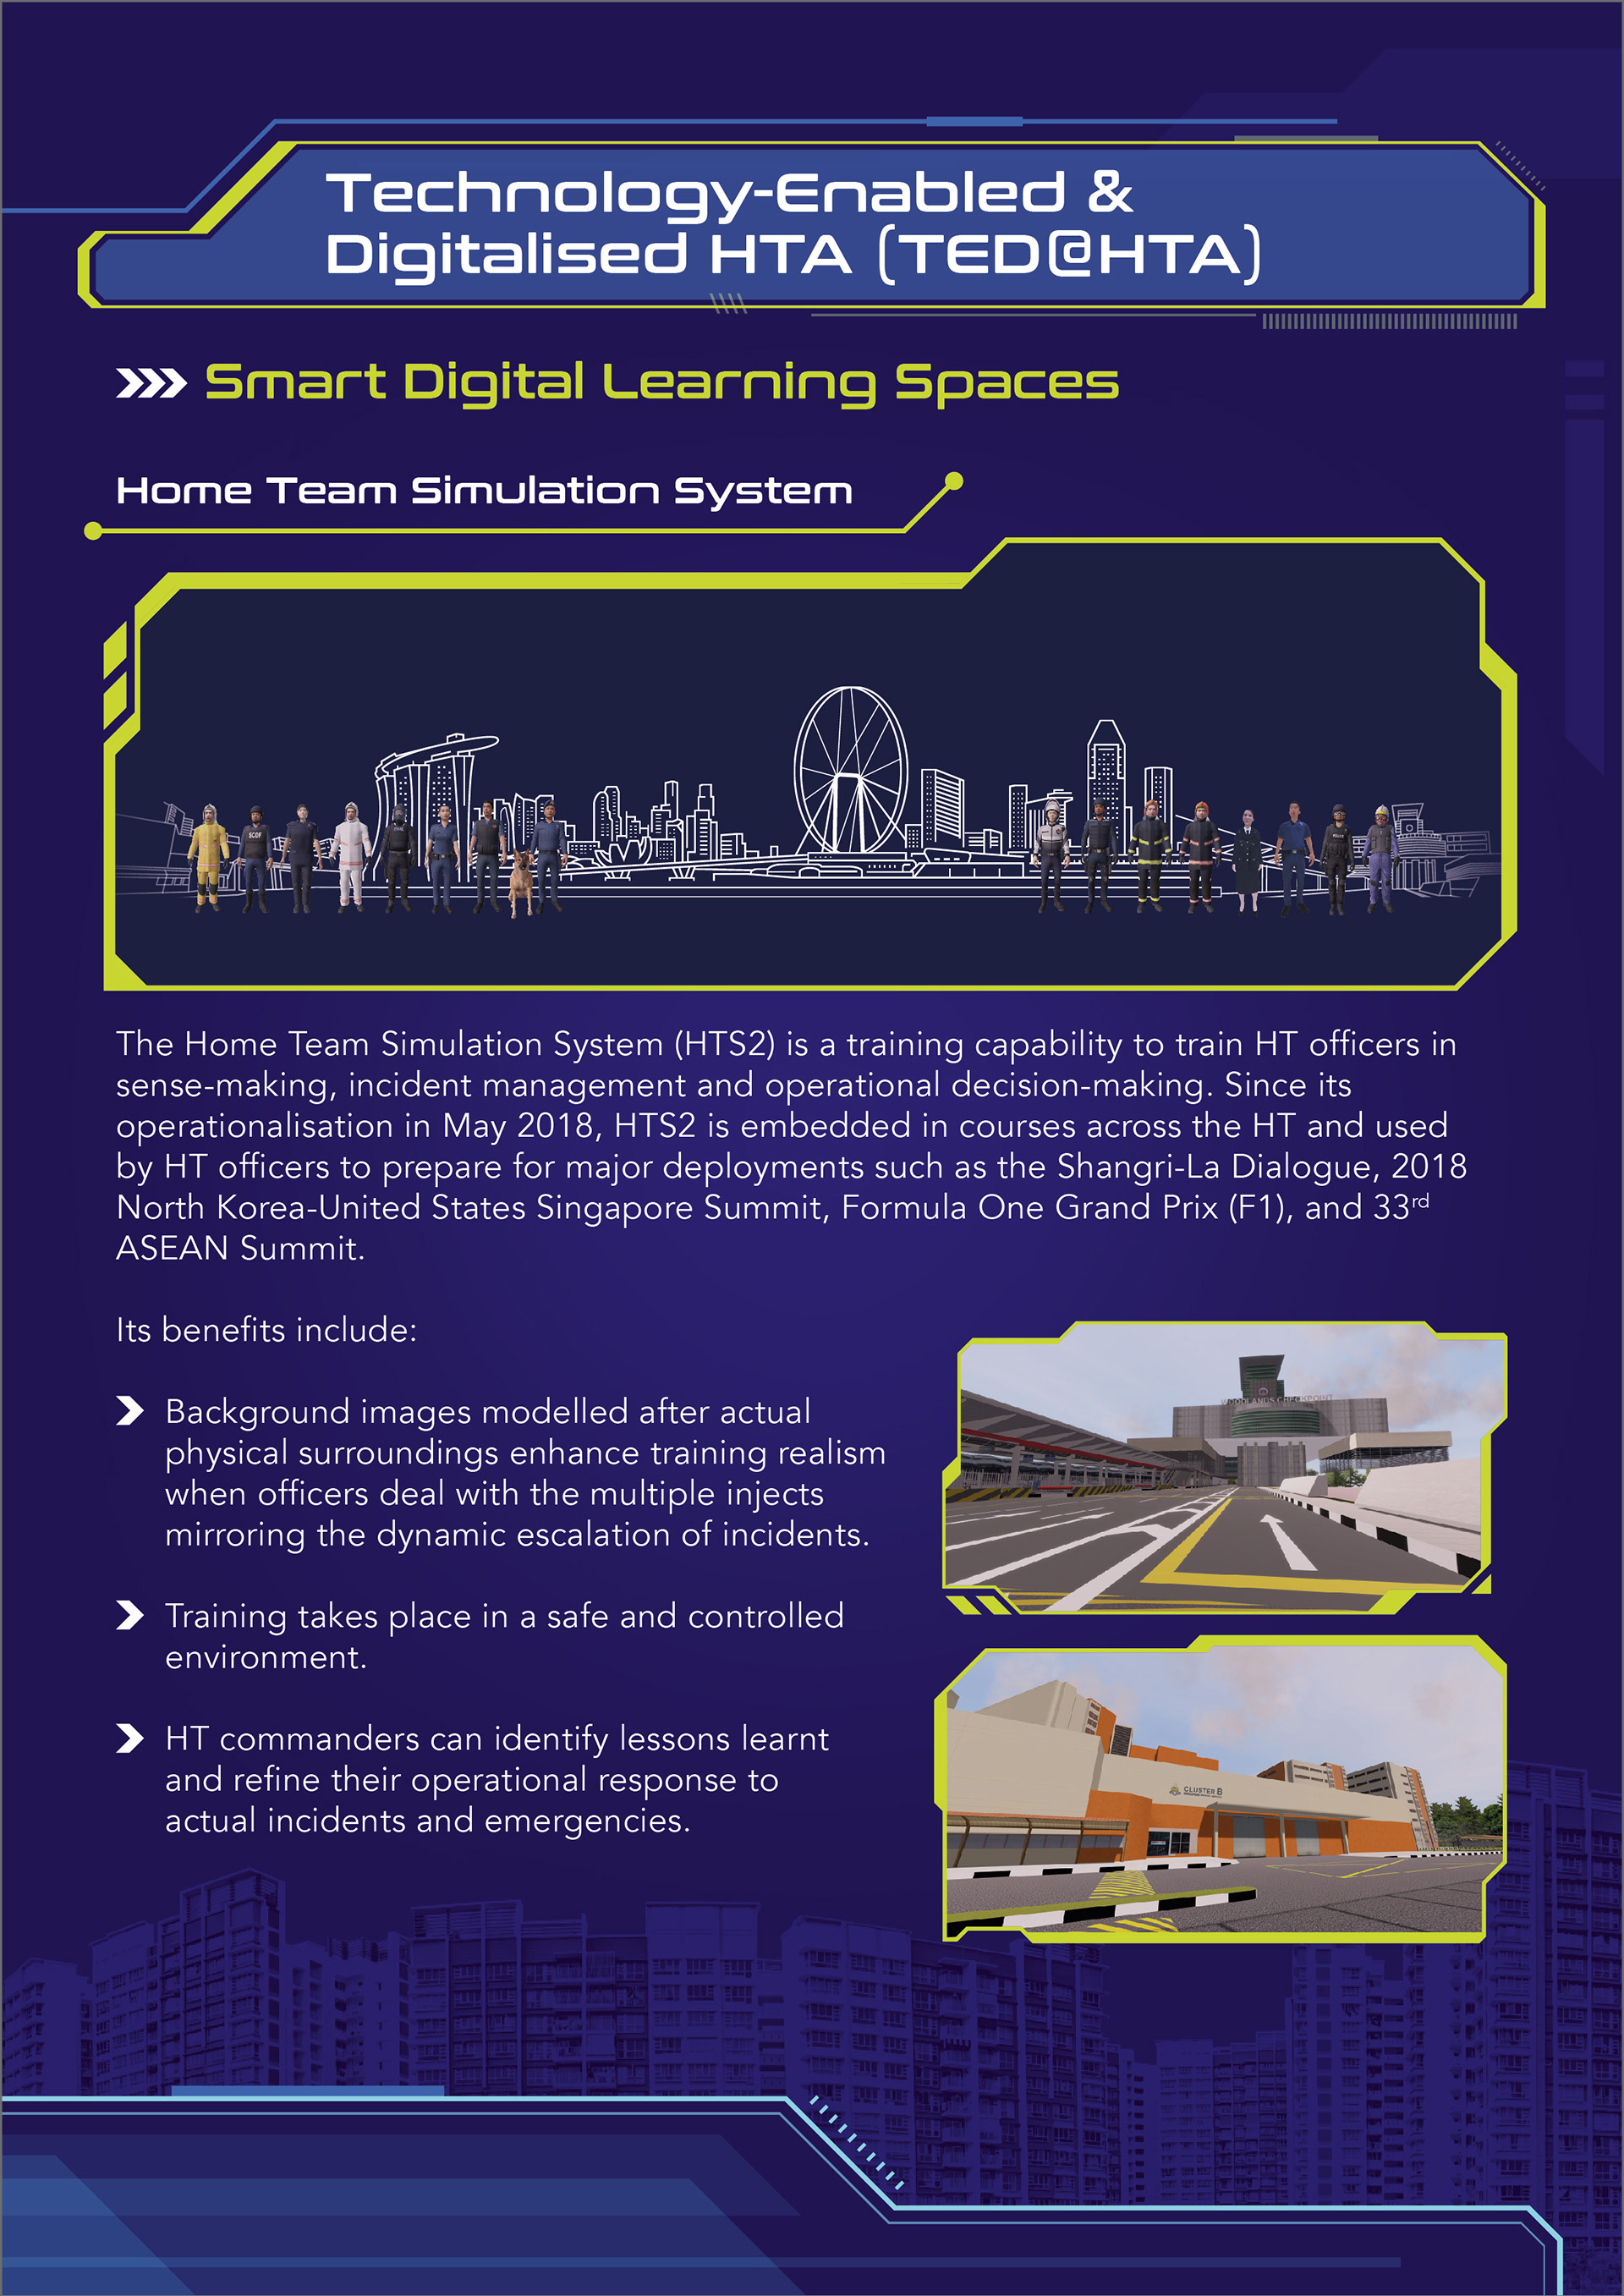 Technology-Enabled &
Digitalised HTA (TED@HTA)
Smart Digital Learning Spaces
Home Team Simulation System
SCDF
POLICE
The Home Team Simulation System (HTS2) is a training capability to train HT officers in
sense-making, incident management and operational decision-making. Since its
operationalisation in May 2018, HTS2 is embedded in courses across the HT and used
by HT officers to prepare for major deployments such as the Shangri-La Dialogue, 2018
North Korea-United States Singapore Summit, Formula One Grand Prix (F1), and 33rd
ASEAN Summit.
Its benefits include:
Background images modelled after actual
physical surroundings enhance training realism
when officers deal with the multiple injects
mirroring the dynamic escalation of incidents.
WOODLANDS CHECKPOINT
Training takes place in a safe and controlled
environment.
HT commanders can identify lessons learnt
and refine their operational response to
actual incidents and emergencies.
CLUSTER B